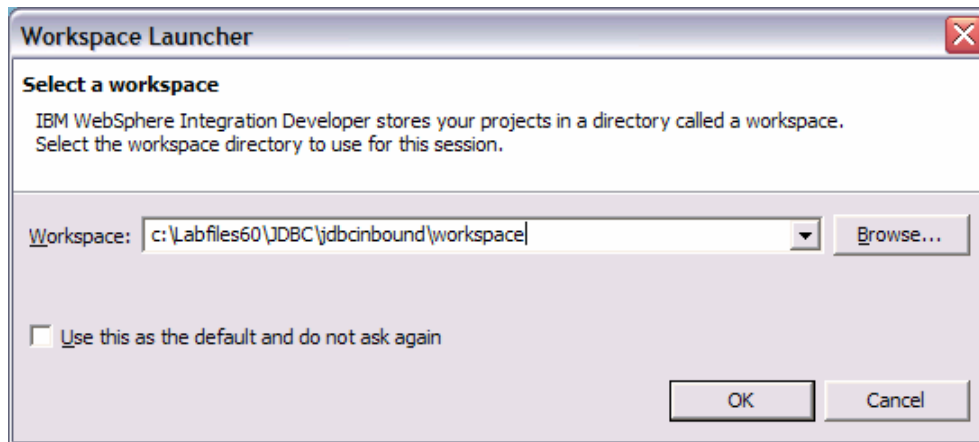 Workspace Launcher
Select a workspace
IBM WebSphere Integration Developer stores your projects in a directory called a workspace.
Select the workspace directory to use for this session.
Workspace: c:\Labfiles60\JDBC\jdbcinbound\workspace Browse...
Use this as the default and do not ask again
OK Cancel